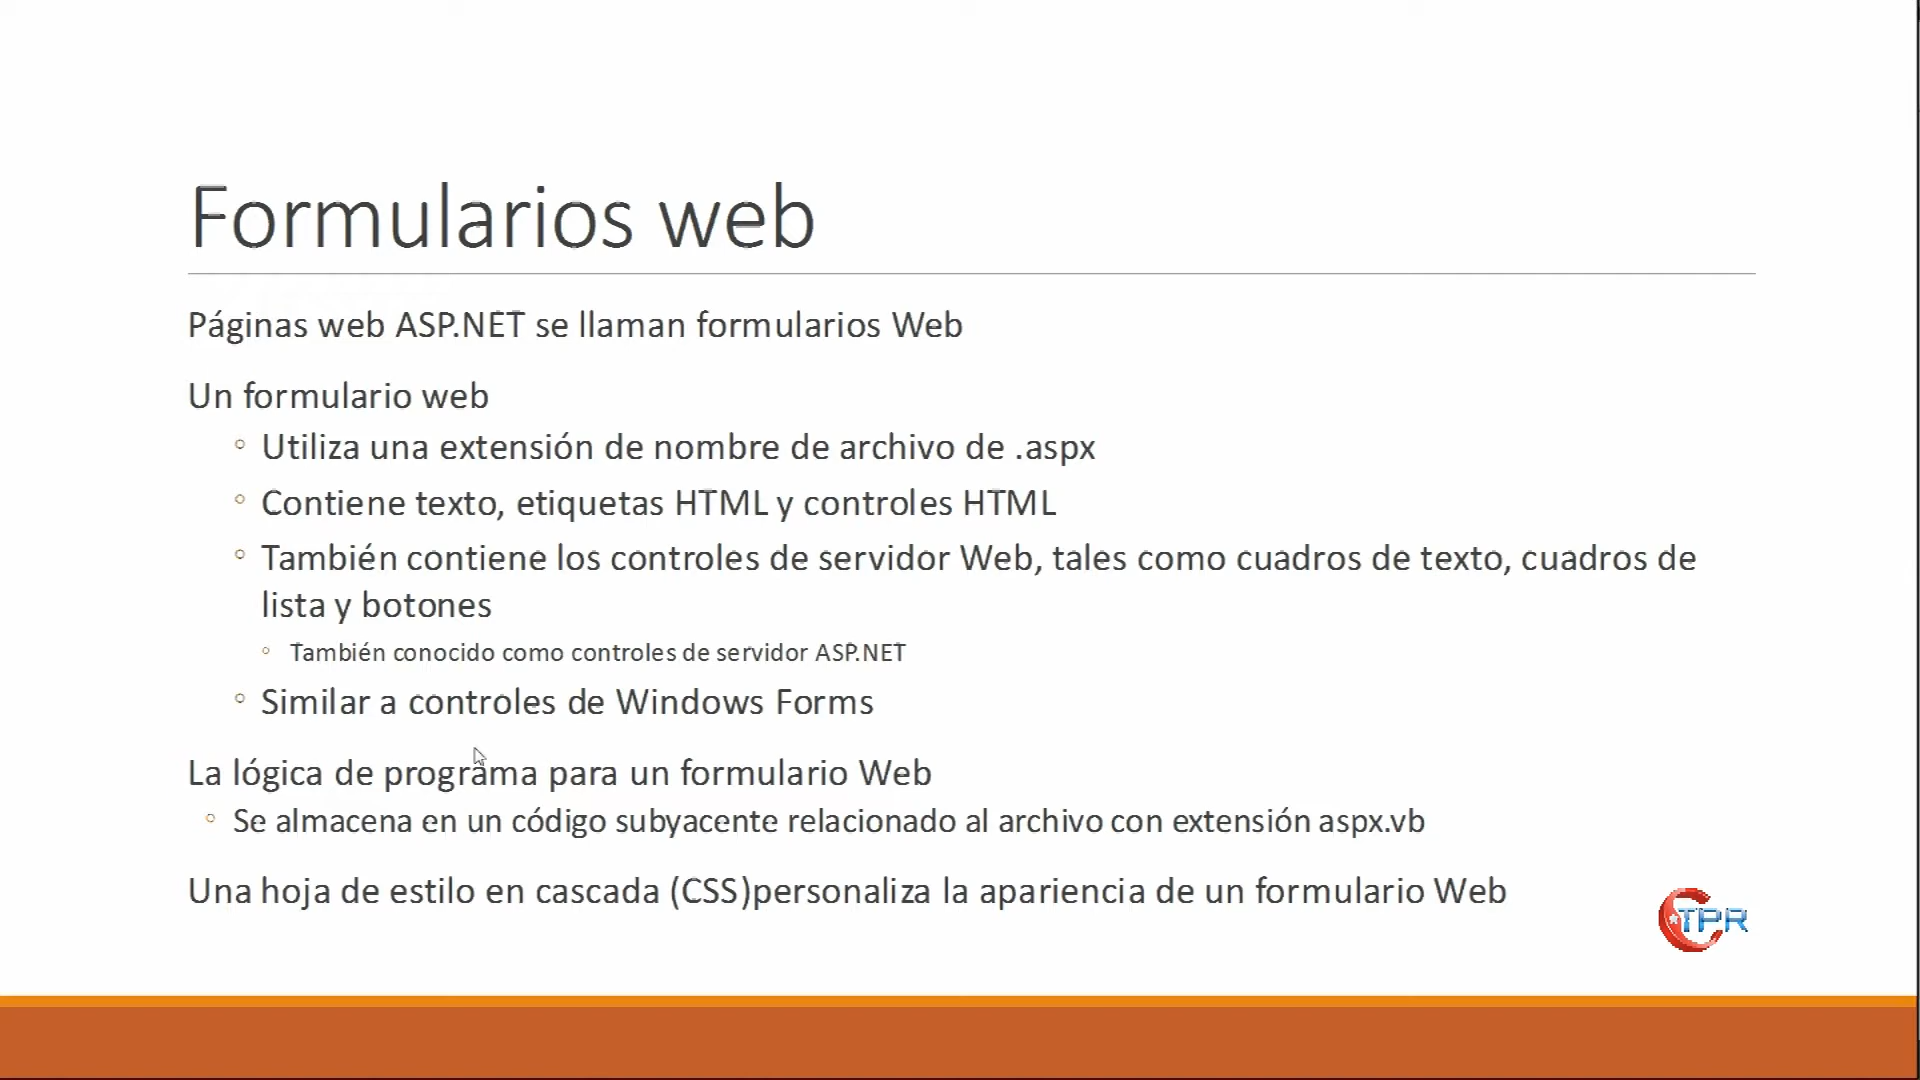 Formularios web
Páginas web ASP.NET se llaman formularios Web
Un formulario web
◦ Utiliza una extensión de nombre de archivo de .aspx
◦ Contiene texto, etiquetas HTML y controles HTML
◦ También contiene los controles de servidor Web, tales como cuadros de texto, cuadros de
lista y botones
◦ También conocido como controles de servidor ASP.NET
◦ Similar a controles de Windows Forms
La lógica de programa para un formulario Web
◦ Se almacena en un código subyacente relacionado al archivo con extensión aspx.vb
Una hoja de estilo en cascada (CSS)personaliza la apariencia de un formulario Web
CTPR